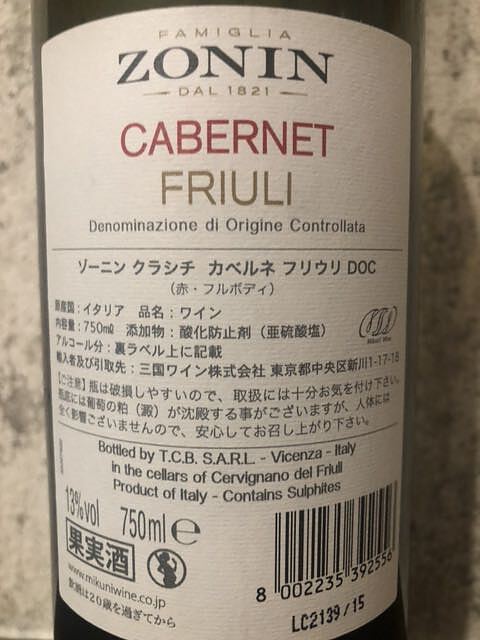 FAMIGLIA
ZONIN
DAL 1821
CABERNET
FRIULI
Denominazione di Origine Controllata
ゾーニン クラシチ カベルネ フリウリ DOC
(赤・フルボディ)
原産国:イタリア 品名:ワイン
内容量:750㎖ 添加物:酸化防止剤(亜硫酸塩)
アルコール分:裏ラベル上に記載
輸入者及び引取先:三国ワイン株式会社 東京都中央区新川1-17-18
【ご注意】瓶は破損しやすいので、取扱には十分お気を付け下さい。
瓶底には葡萄の粕(澱)が沈殿する事がございますが、人体には
全く影響ございませんので、安心してお召し上がり下さい。
Bottled by T.C.B. S.A.R.L. - Vicenza - Italy
in the cellars of Cervignano del Friuli
Product of Italy - Contains Sulphites
13%vol 750ml e
果実酒
www.mikuniwine.co.jp
飲酒は20歳を過ぎてから
8 002235 392556
LC2139/15